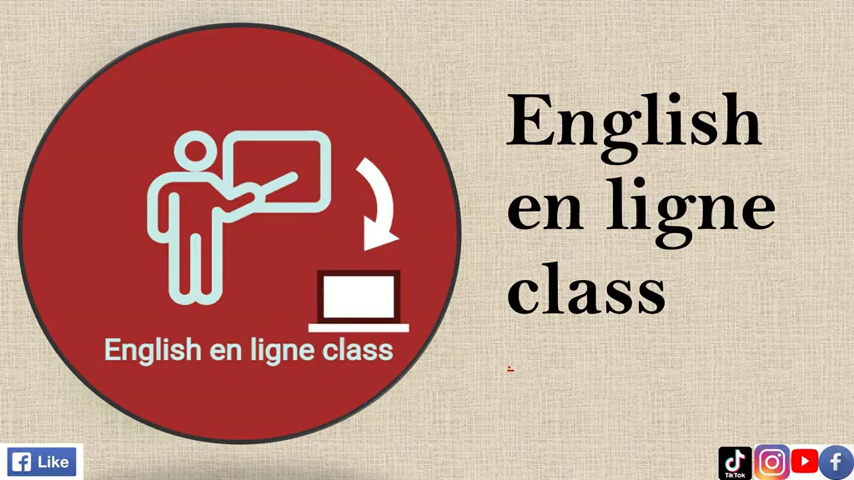 English en ligne class
English
en ligne
class
.
Like
TikTok